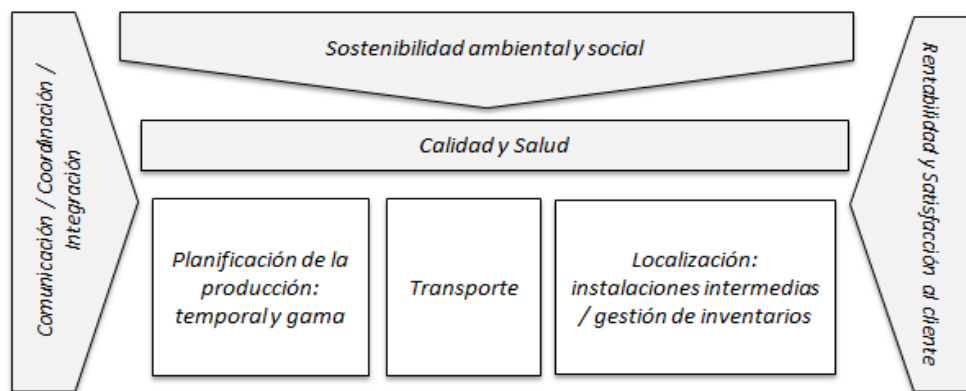 Sostenibilidad ambiental y social
Comunicación / Coordinación /
Integración
Calidad y Salud
Planificación de la
producción:
temporal y gama
Transporte
Localización:
instalaciones intermedias
/ gestión de inventarios
Rentabilidad y Satisfacción al cliente